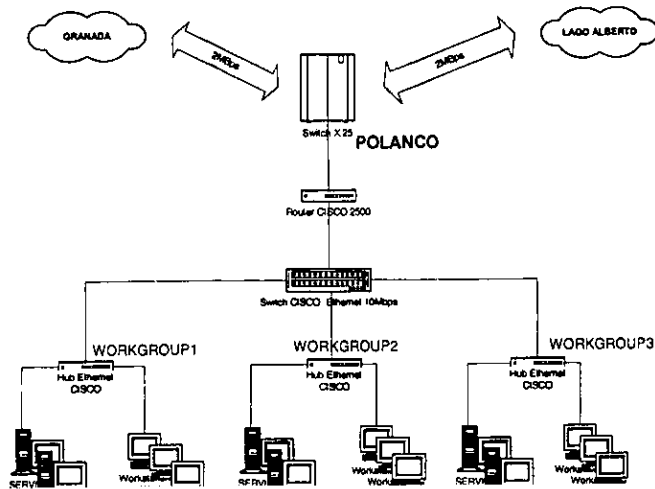 GRANADA
LAGO ALBERTO
2MBps
2MBps
Switch X 25
POLANCO
Router CISCO 2500
Switch CISCO Ethernet 10Mbps
WORKGROUP1
WORKGROUP2
WORKGROUP3
Hub Ethernet
CISCO
Hub Ethernet
CISCO
Hub Ethernet
CISCO